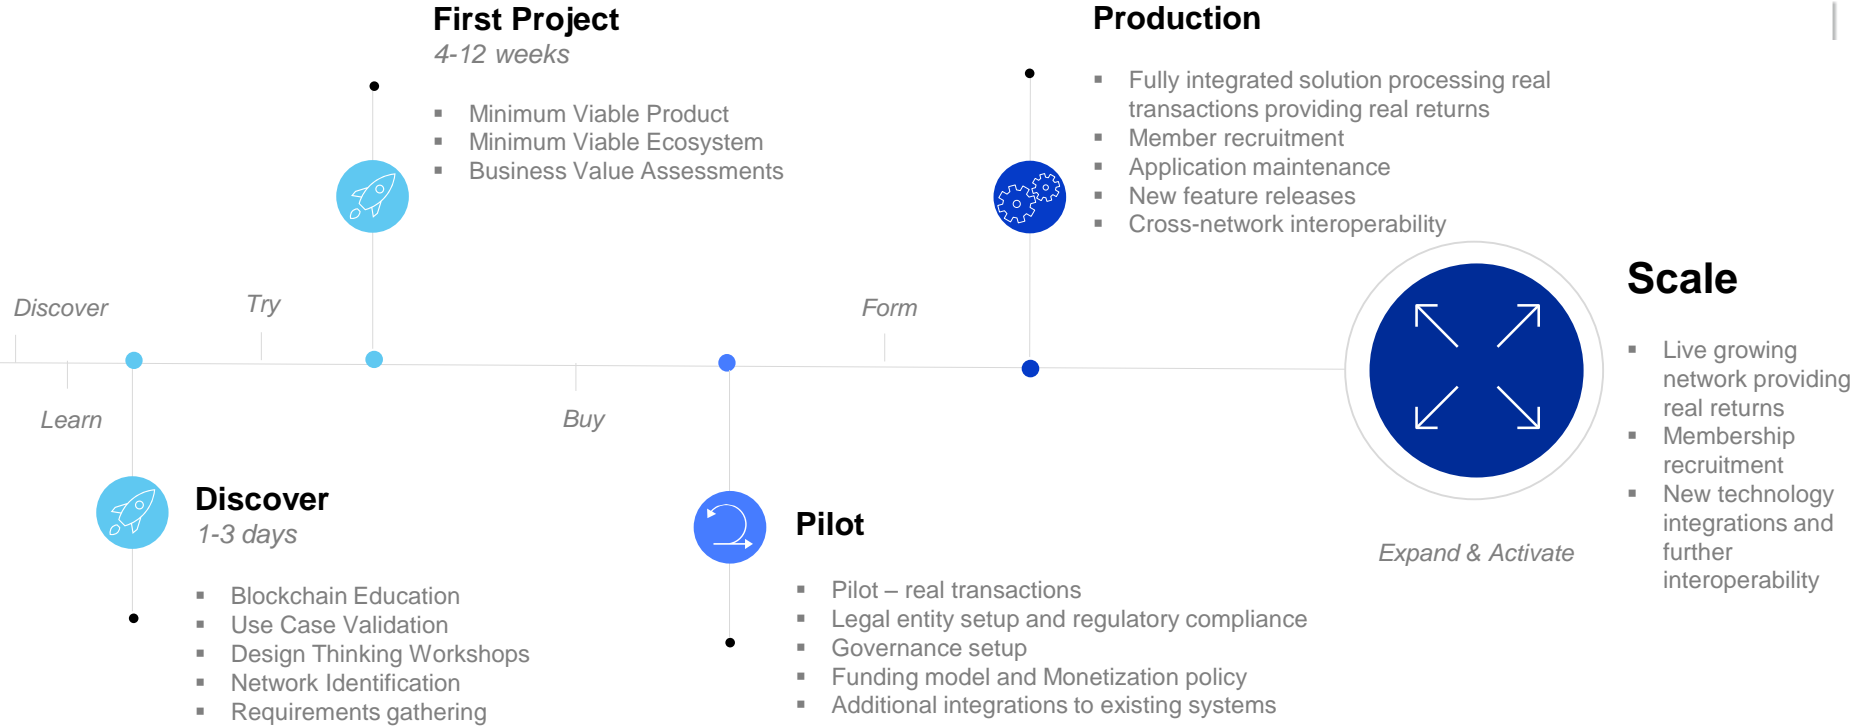 First Project
4-12 weeks
▪ Minimum Viable Product
▪ Minimum Viable Ecosystem
▪ Business Value Assessments
Production
▪ Fully integrated solution processing real
transactions providing real returns
▪ Member recruitment
▪ Application maintenance
▪ New feature releases
▪ Cross-network interoperability
Discover
Try
Form
Learn
Buy
Discover
1-3 days
▪ Blockchain Education
▪ Use Case Validation
▪ Design Thinking Workshops
▪ Network Identification
▪ Requirements gathering
Pilot
▪ Pilot – real transactions
▪ Legal entity setup and regulatory compliance
▪ Governance setup
▪ Funding model and Monetization policy
▪ Additional integrations to existing systems
Expand & Activate
Scale
▪ Live growing
network providing
real returns
▪ Membership
recruitment
▪ New technology
integrations and
further
interoperability